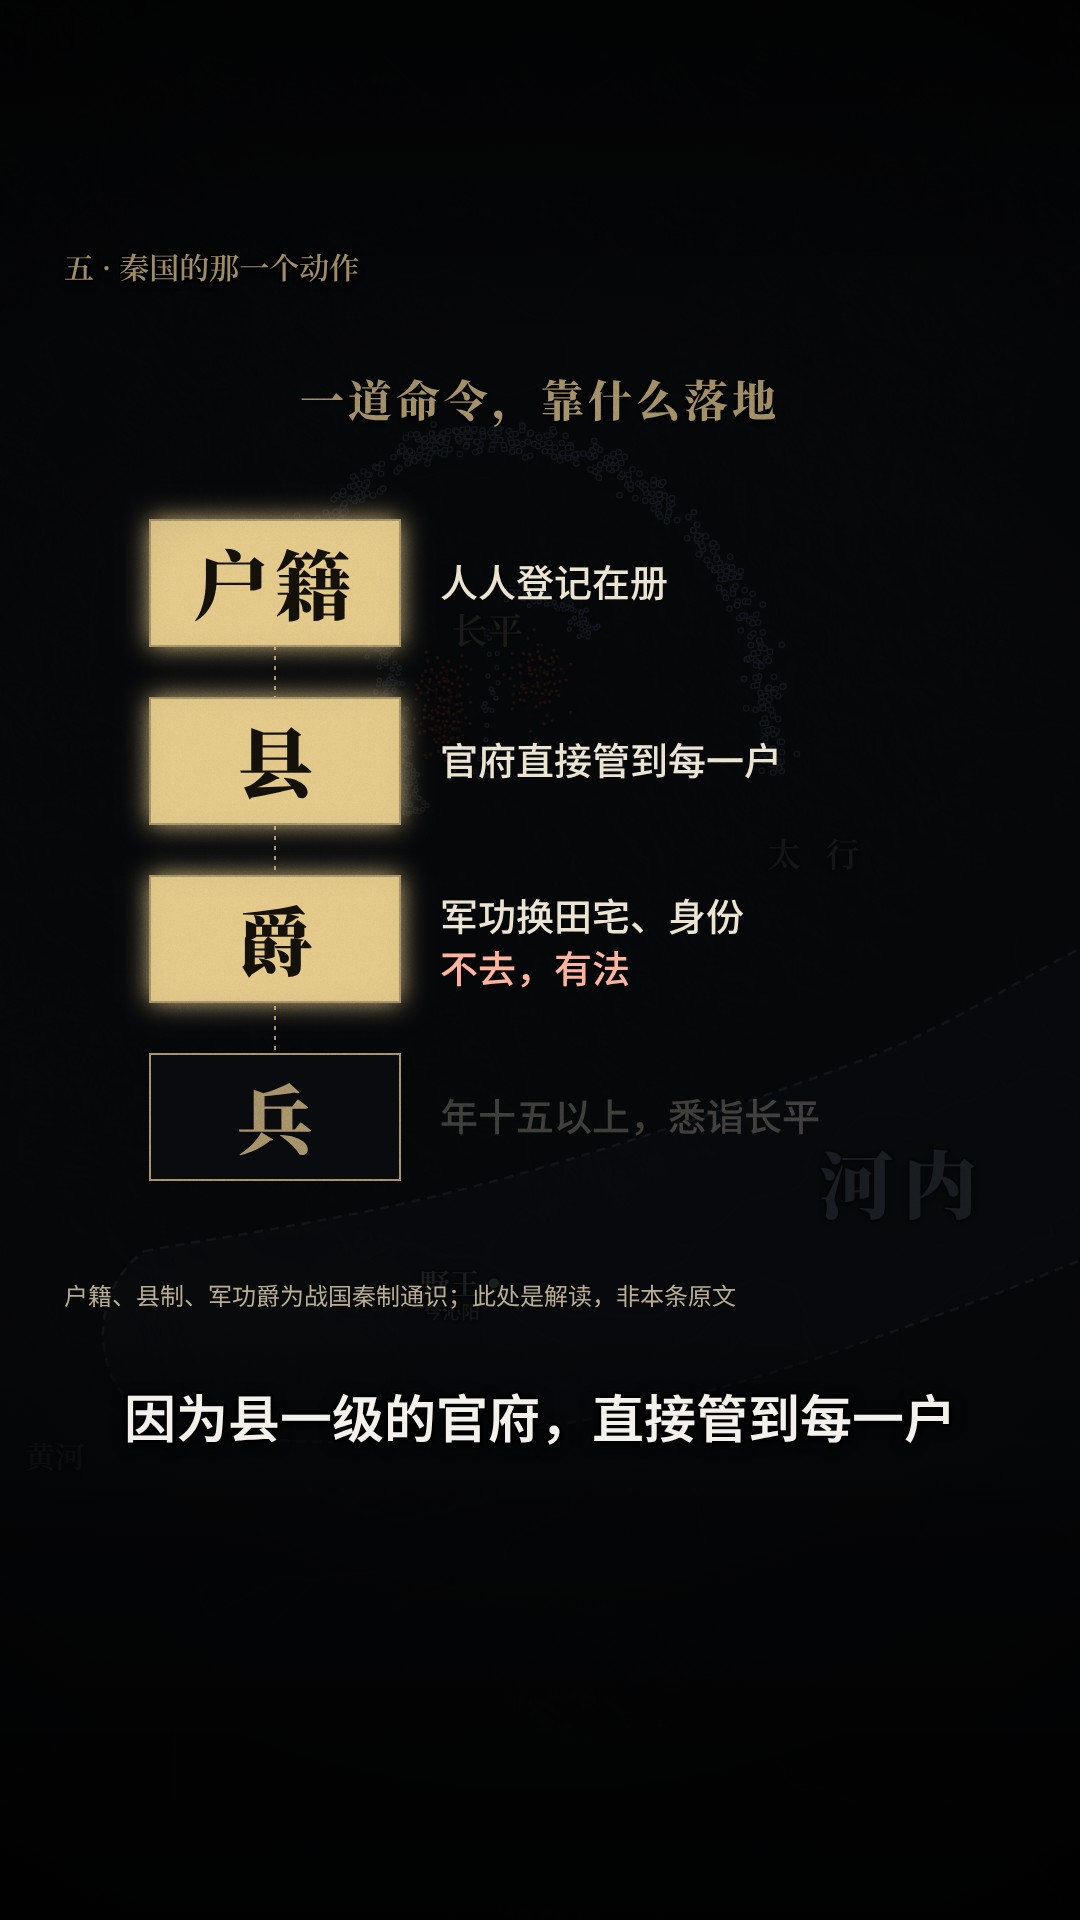 五·秦国的那一个动作
一道命令，靠什么落地
户籍
人人登记在册
长平
县
官府直接管到每一户
太行
爵
军功换田宅、身份
不去，有法
兵
年十五以上，悉诣长平
河内
野王
今沁阳
户籍、县制、军功爵为战国秦制通识；此处是解读，非本条原文
因为县一级的官府，直接管到每一户
黄河